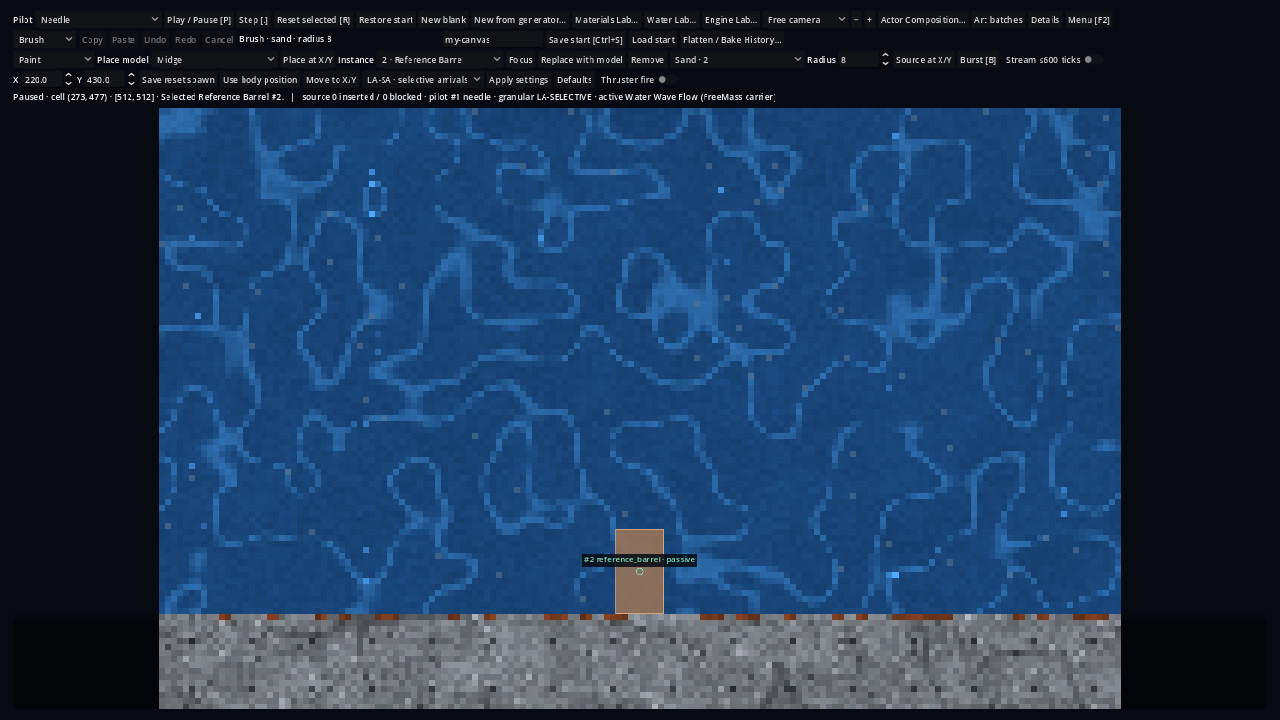 Pilot Needle Play / Pause [P] Step [.] Reset selected [R] Restore start New blank New from generator... Materials Lab... Water Lab... Engine Lab... Free camera − + Actor Composition... Art batches Details Menu [F2]
Brush Copy Paste Undo Redo Cancel Brush · sand · radius 8 my-canvas Save start [Ctrl+S] Load start Flatten / Bake History...
Paint Place model Midge Place at X/Y Instance 2 · Reference Barre Focus Replace with model Remove Sand · 2 Radius 8 Source at X/Y Burst [B] Stream ≤600 ticks
X 220.0 Y 430.0 Save resets pawn Use body position Move to X/Y LA-SA · selective arrivals Apply settings Defaults Thruster fire
Paused · cell (273, 477) · [512, 512] · Selected Reference Barrel #2. | source 0 inserted / 0 blocked · pilot #1 needle · granular LA-SELECTIVE · active Water Wave Flow (FreeMass carrier)
#2 reference_barrel · passive